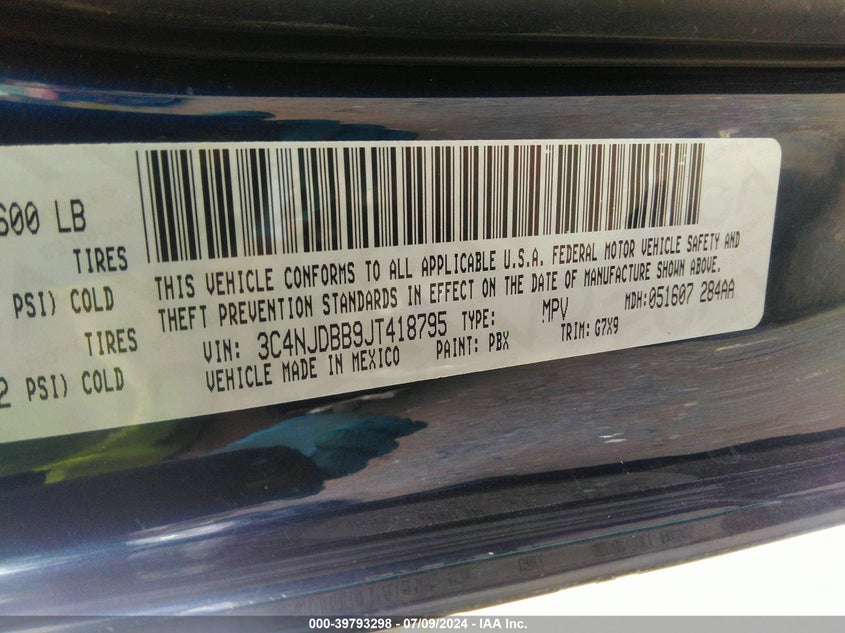 600 LB
TIRES
PSI) COLD
TIRES
2 PSI) COLD
THIS VEHICLE CONFORMS TO ALL APPLICABLE U.S.A. FEDERAL MOTOR VEHICLE SAFETY AND
THEFT PREVENTION STANDARDS IN EFFECT ON THE DATE OF MANUFACTURE SHOWN ABOVE.
VIN: 3C4NJDBB9JT418795 TYPE: MPV MDH:051607 284AA
VEHICLE MADE IN MEXICO PAINT: PBX TRIM: G7X9
000-39793298 - 07/09/2024 - IAA Inc.